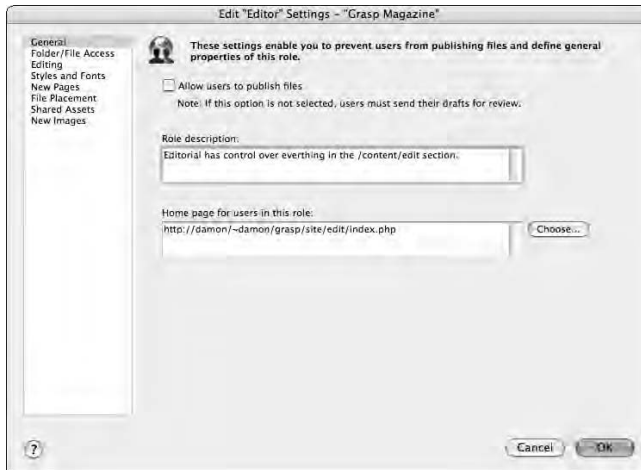 Edit "Editor" Settings - "Grasp Magazine"
General
Folder/File Access
Editing
Styles and Fonts
New Pages
File Placement
Shared Assets
New Images
These settings enable you to prevent users from publishing files and define general
properties of this role.
Allow users to publish files
Note: If this option is not selected, users must send their drafts for review.
Role description:
Editorial has control over everthing in the /content/edit section.
Home page for users in this role:
http://damon/~damon/grasp/site/edit/index.php
Choose...
?
Cancel
OK